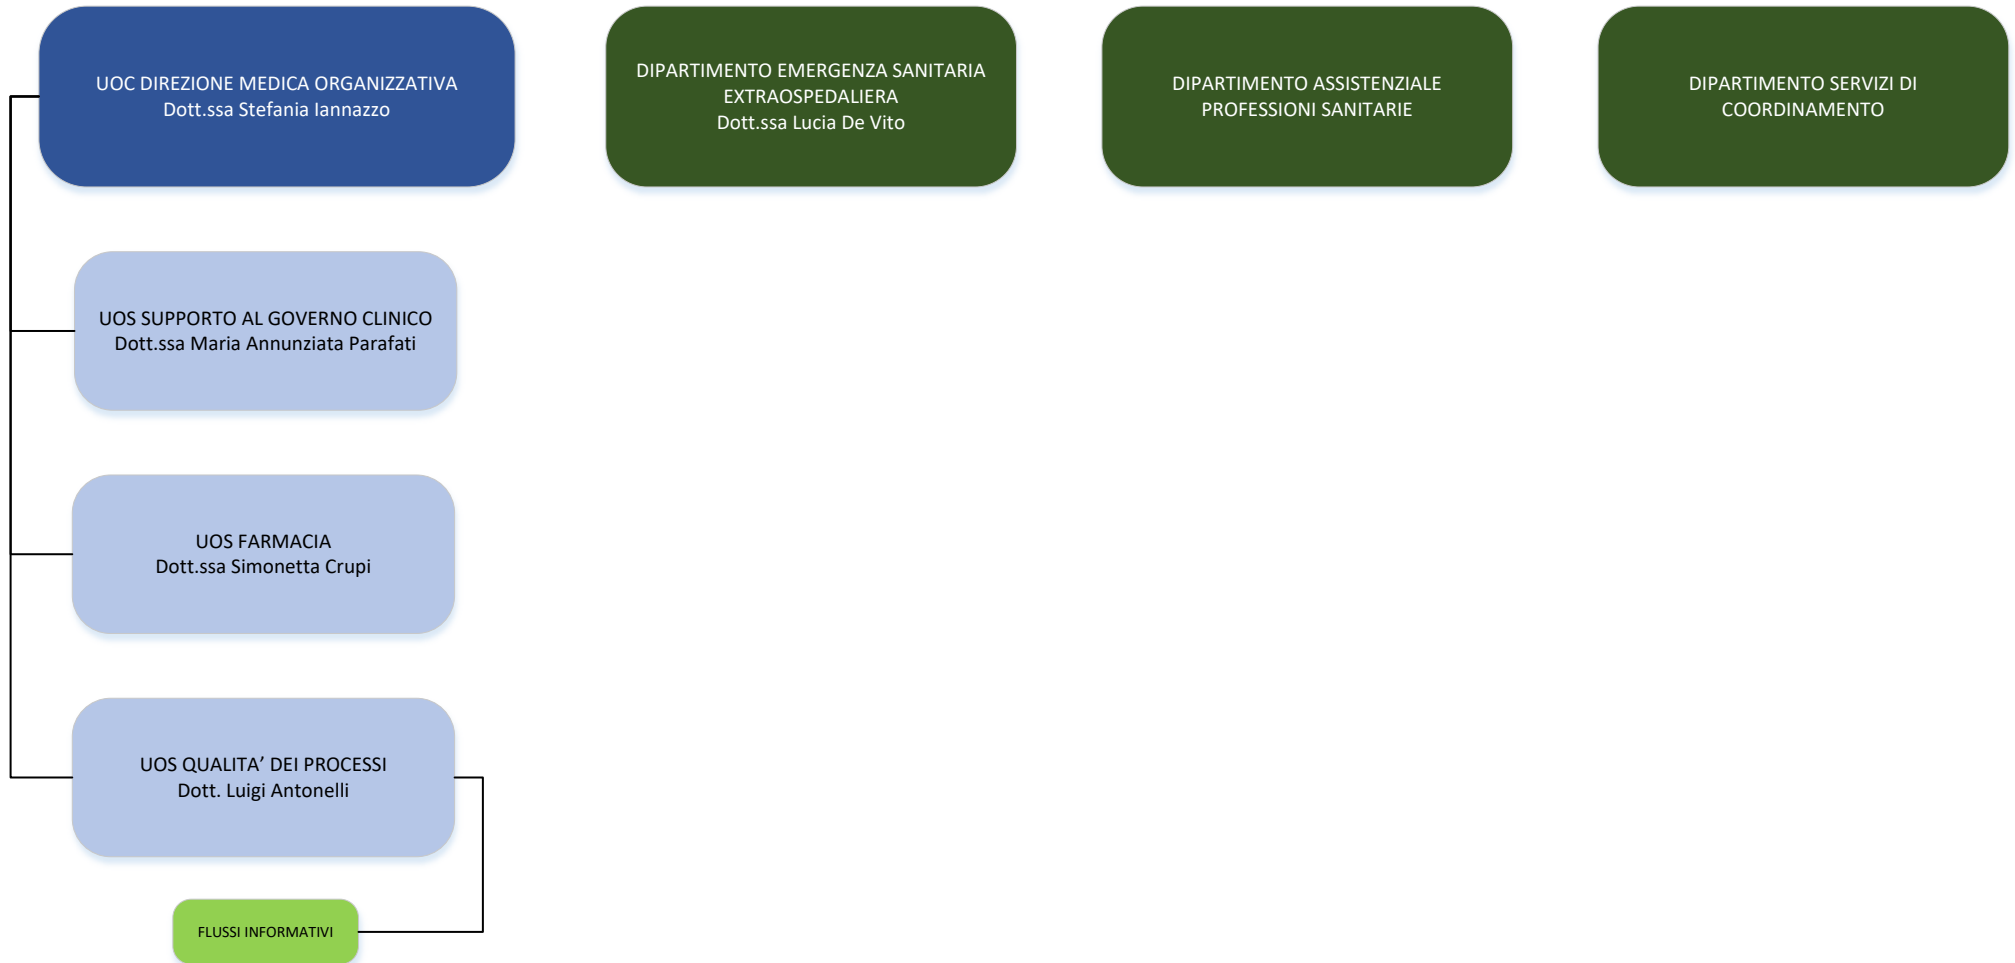 UOC DIREZIONE MEDICA ORGANIZZATIVA
Dott.ssa Stefania Iannazzo
DIPARTIMENTO EMERGENZA SANITARIA
EXTRAOSPEDALIERA
Dott.ssa Lucia De Vito
DIPARTIMENTO ASSISTENZIALE
PROFESSIONI SANITARIE
DIPARTIMENTO SERVIZI DI
COORDINAMENTO
UOS SUPPORTO AL GOVERNO CLINICO
Dott.ssa Maria Annunziata Parafati
UOS FARMACIA
Dott.ssa Simonetta Crupi
UOS QUALITA’ DEI PROCESSI
Dott. Luigi Antonelli
FLUSSI INFORMATIVI